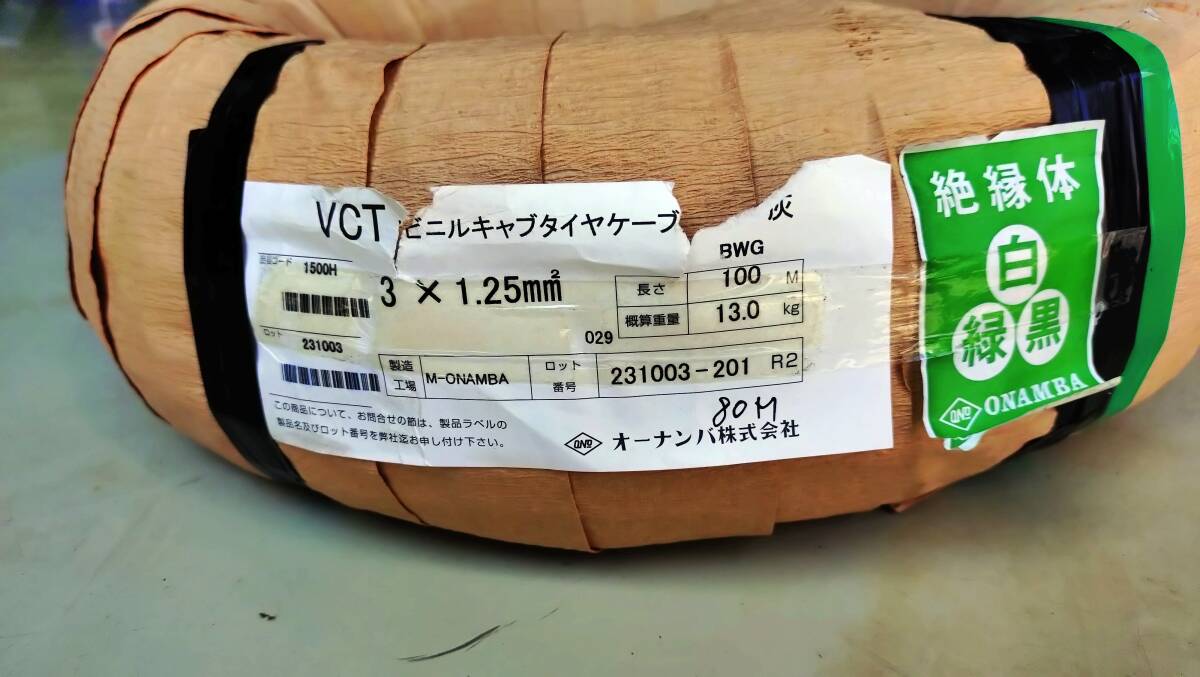 VCT ビニルキャブタイヤケーブ 灰
BWG
品番コード 1500H
3 × 1.25mm²
長さ 100 M
概算重量 13.0 kg
029
ロット 231003
製造工場 M-ONAMBA ロット番号 231003-201 R2
80M
この商品について、お問合せの節は、製品ラベルの
製品名及びロット番号を弊社迄お申し付け下さい。
OND オーナンバ株式会社
絶縁体
白
緑 黒
OND ONAMBA